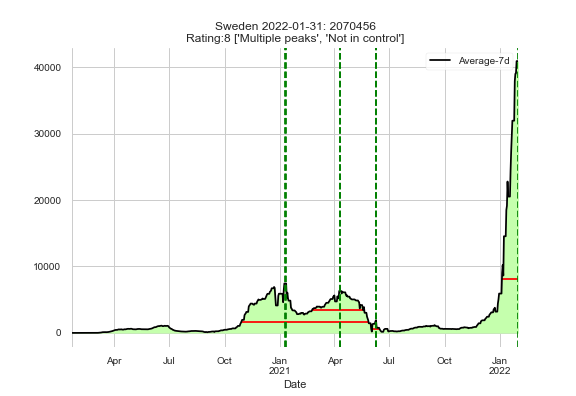 Sweden 2022-01-31: 2070456
Rating:8 ['Multiple peaks', 'Not in control']
Average-7d
40000
30000
20000
10000
0
Apr Jul Oct Jan Apr Jul Oct Jan
2021 2022
Date